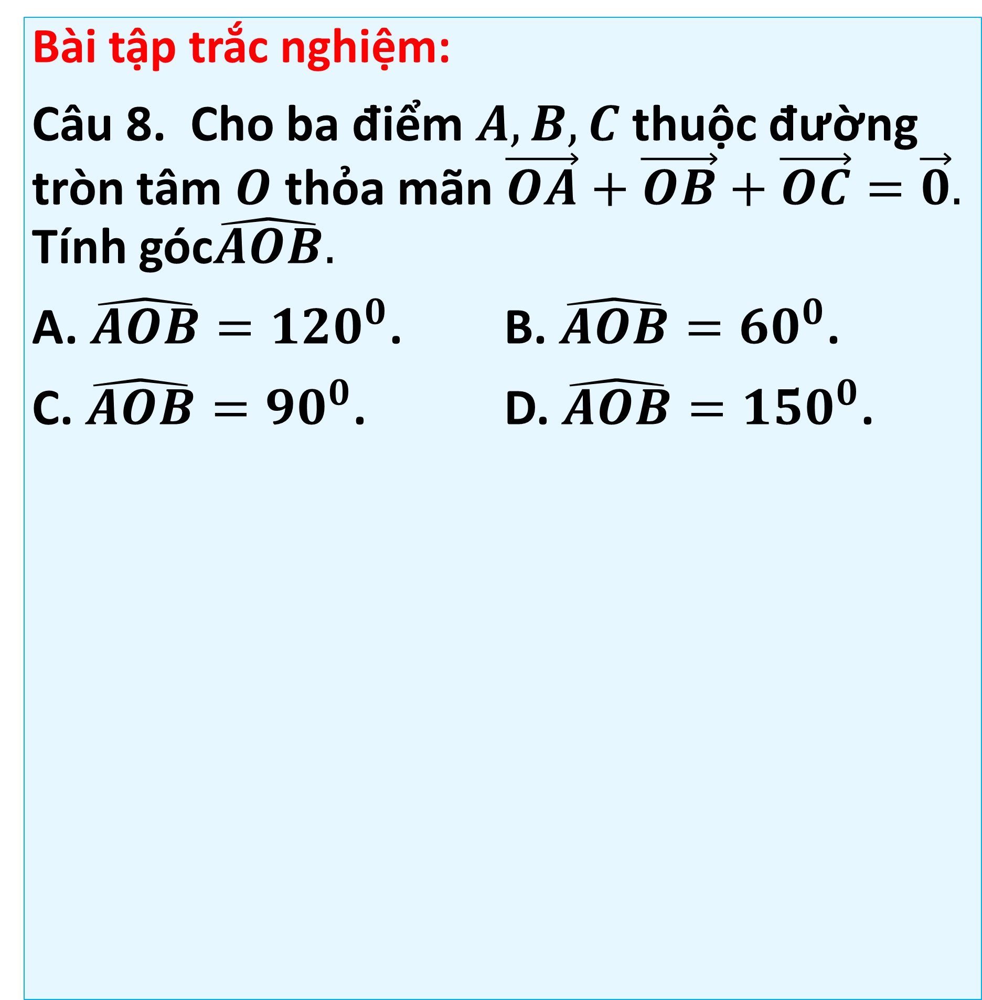 Bài tập trắc nghiệm:
Câu 8. Cho ba điểm $A, B, C$ thuộc đường
tròn tâm $O$ thỏa mãn $\overrightarrow{OA} + \overrightarrow{OB} + \overrightarrow{OC} = \overrightarrow{0}$.
Tính góc$\widehat{AOB}$.
A. $\widehat{AOB} = 120^0$. B. $\widehat{AOB} = 60^0$.
C. $\widehat{AOB} = 90^0$. D. $\widehat{AOB} = 150^0$.